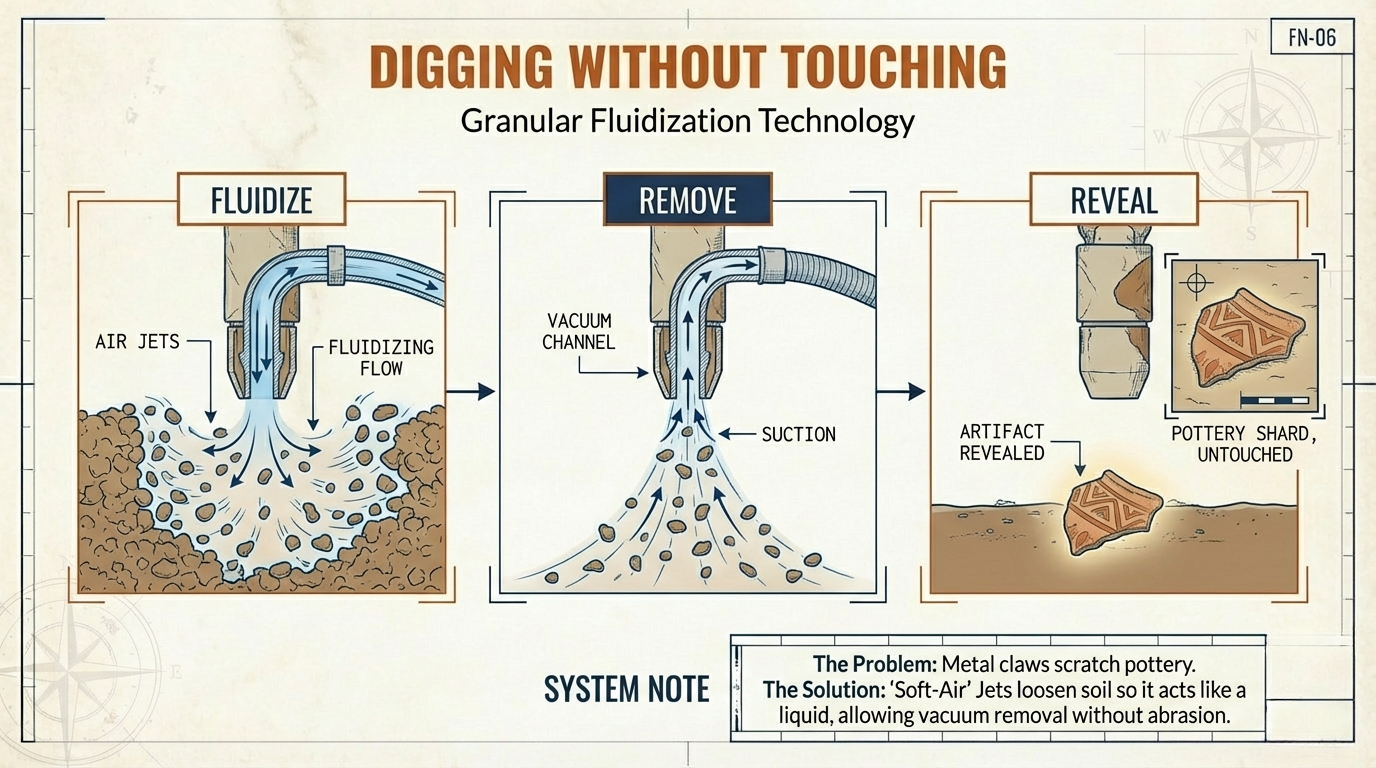 FN-06
DIGGING WITHOUT TOUCHING
Granular Fluidization Technology
FLUIDIZE
AIR JETS
FLUIDIZING
FLOW
REMOVE
VACUUM
CHANNEL
SUCTION
REVEAL
ARTIFACT
REVEALED
POTTERY SHARD,
UNTOUCHED
SYSTEM NOTE
The Problem: Metal claws scratch pottery.
The Solution: ‘Soft-Air’ Jets loosen soil so it acts like a
liquid, allowing vacuum removal without abrasion.
N
W
E
S
E